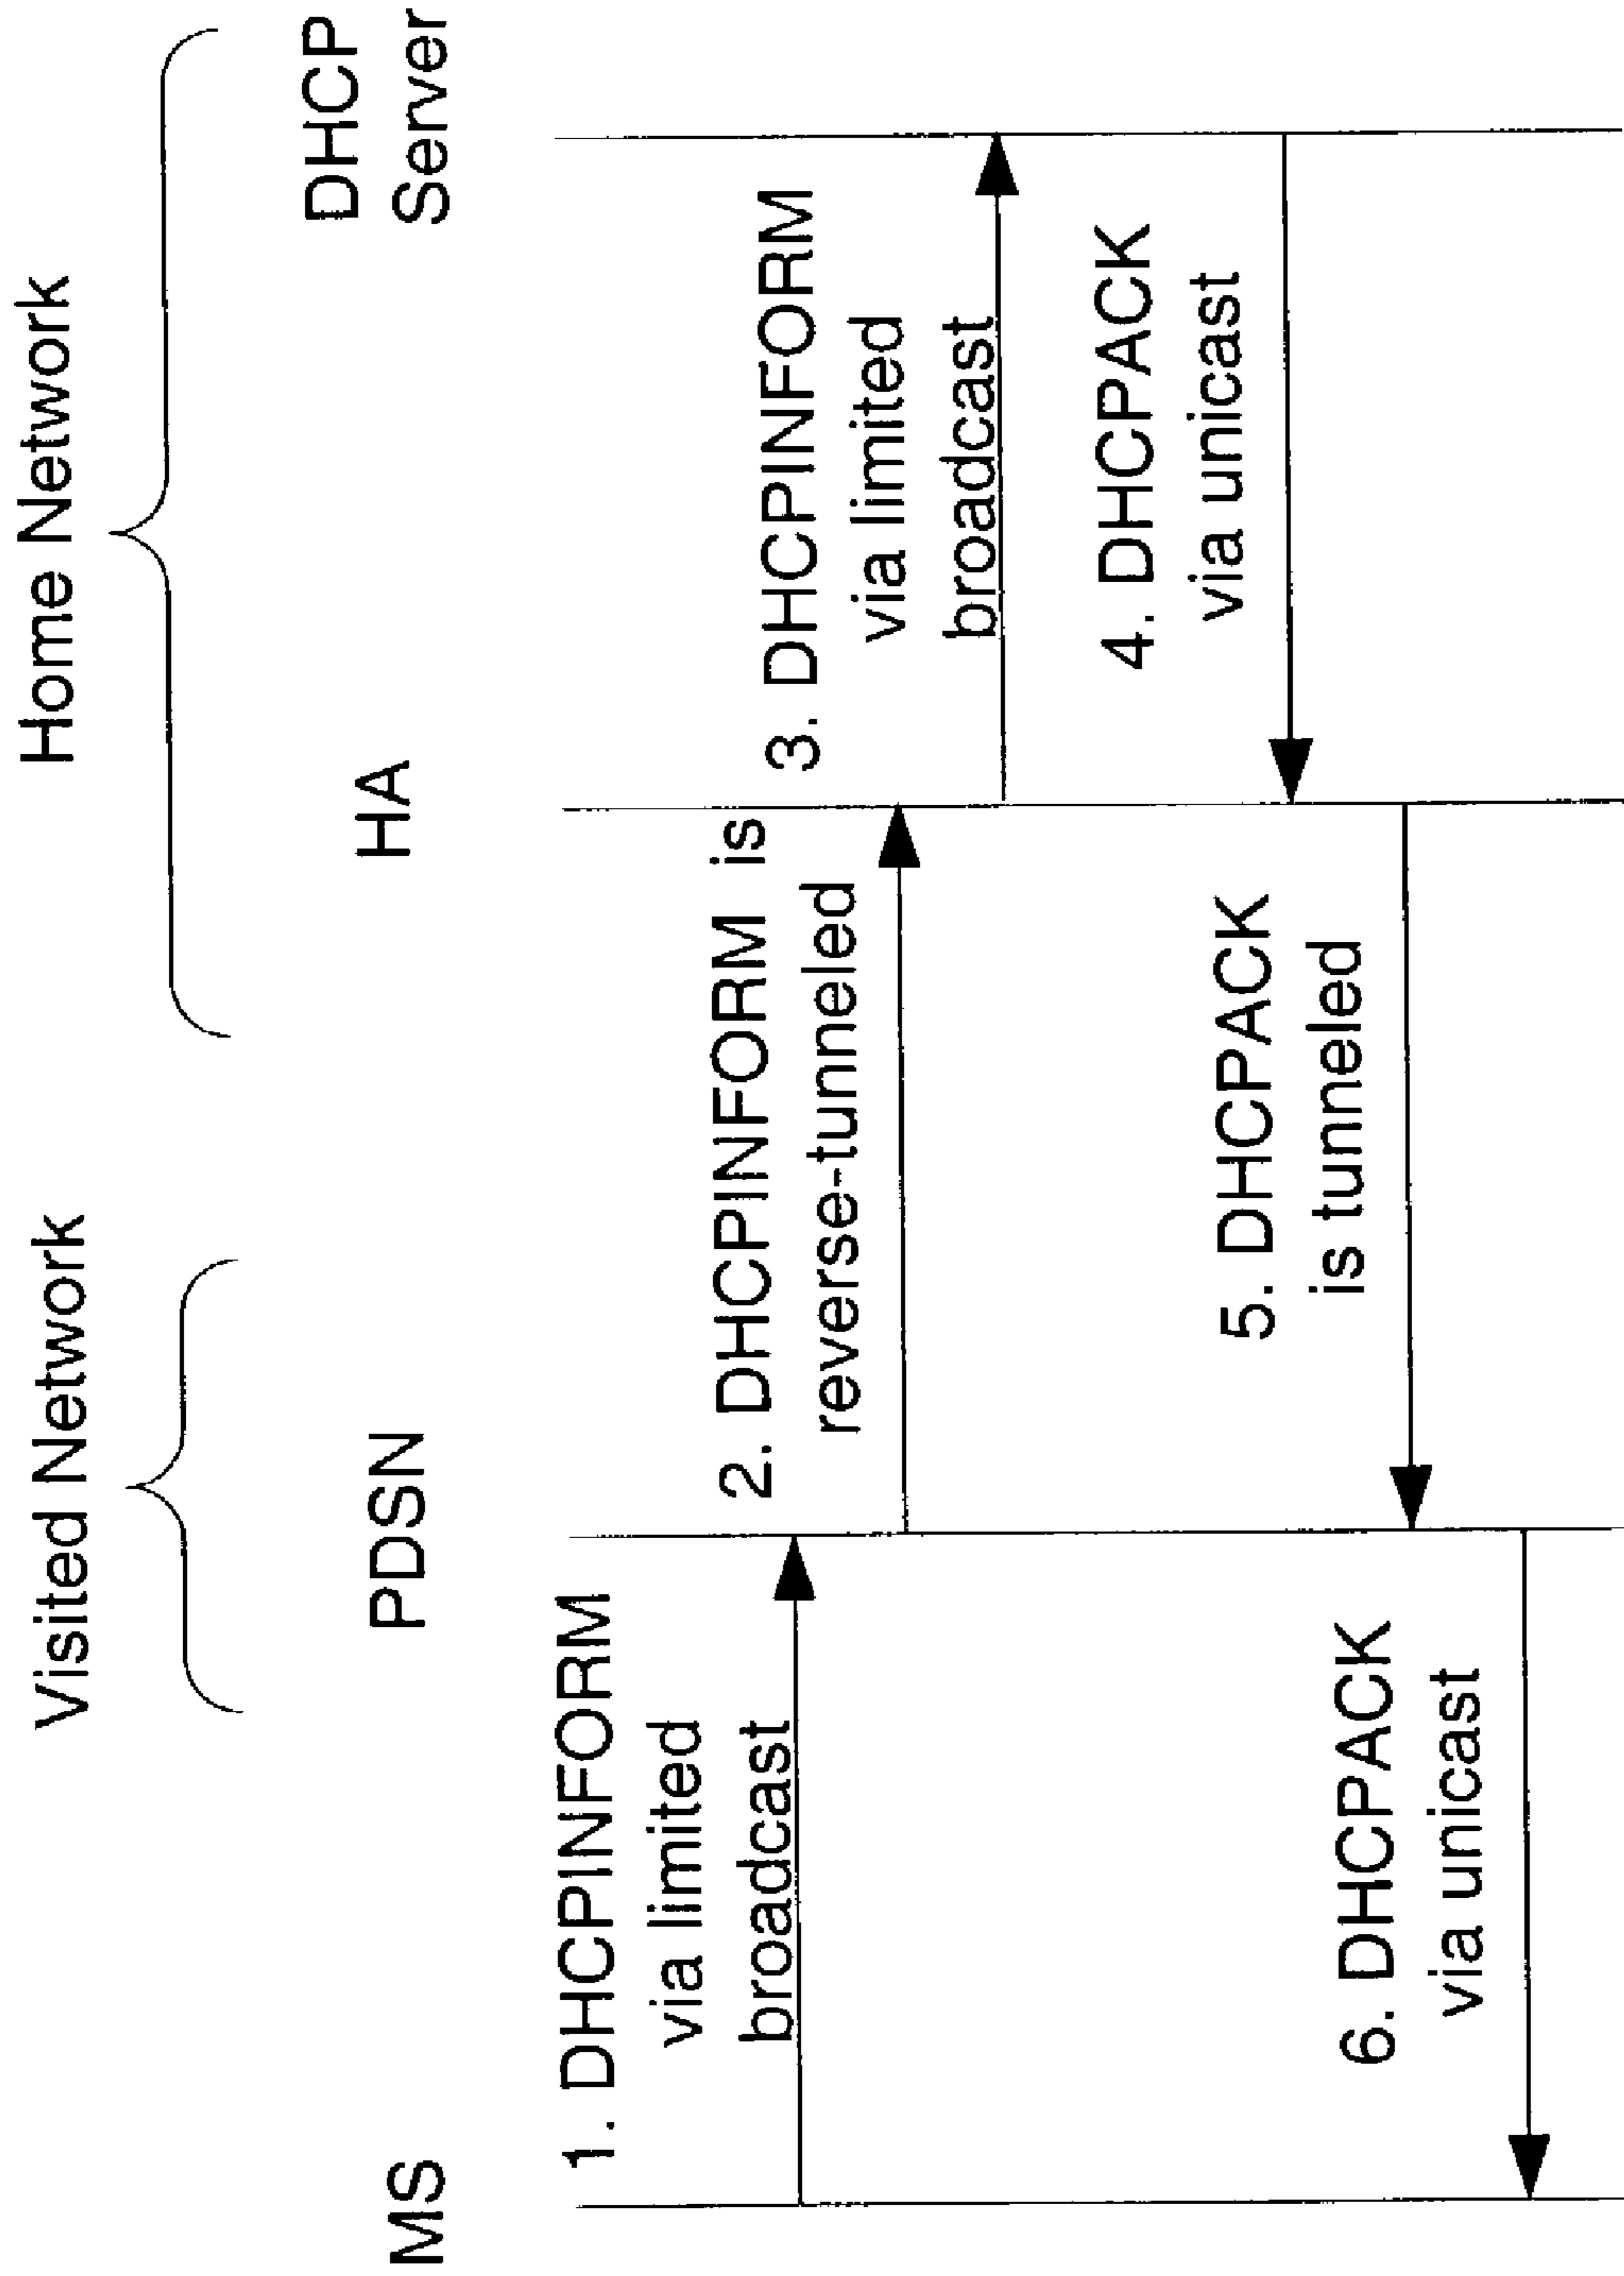 Visited Network
Home Network
MS
PDSN
HA
DHCP
Server
1. DHCPINFORM
via limited
broadcast
2. DHCPINFORM is
reverse-tunneled
3. DHCPINFORM
via limited
broadcast
4. DHCPACK
via unicast
5. DHCPACK
is tunneled
6. DHCPACK
via unicast